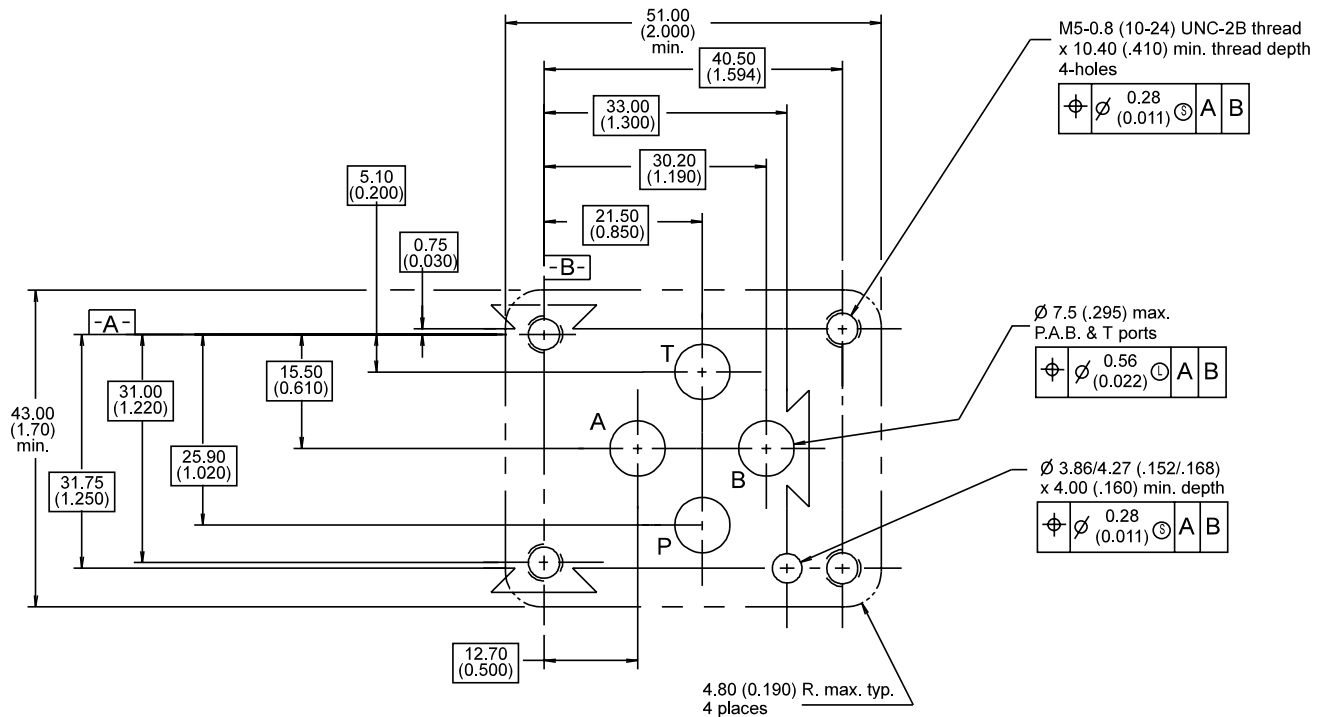 51.00
(2.000)
min.
M5-0.8 (10-24) UNC-2B thread
x 10.40 (.410) min. thread depth
4-holes
⌖ Ø 0.28 (0.011) Ⓢ A B
40.50
(1.594)
33.00
(1.300)
30.20
(1.190)
5.10
(0.200)
21.50
(0.850)
0.75
(0.030)
-B-
-A-
Ø 7.5 (.295) max.
P.A.B. & T ports
⌖ Ø 0.56 (0.022) Ⓛ A B
T
15.50
(0.610)
31.00
(1.220)
43.00
(1.70)
min.
A
B
25.90
(1.020)
31.75
(1.250)
Ø 3.86/4.27 (.152/.168)
x 4.00 (.160) min. depth
⌖ Ø 0.28 (0.011) Ⓢ A B
P
12.70
(0.500)
4.80 (0.190) R. max. typ.
4 places